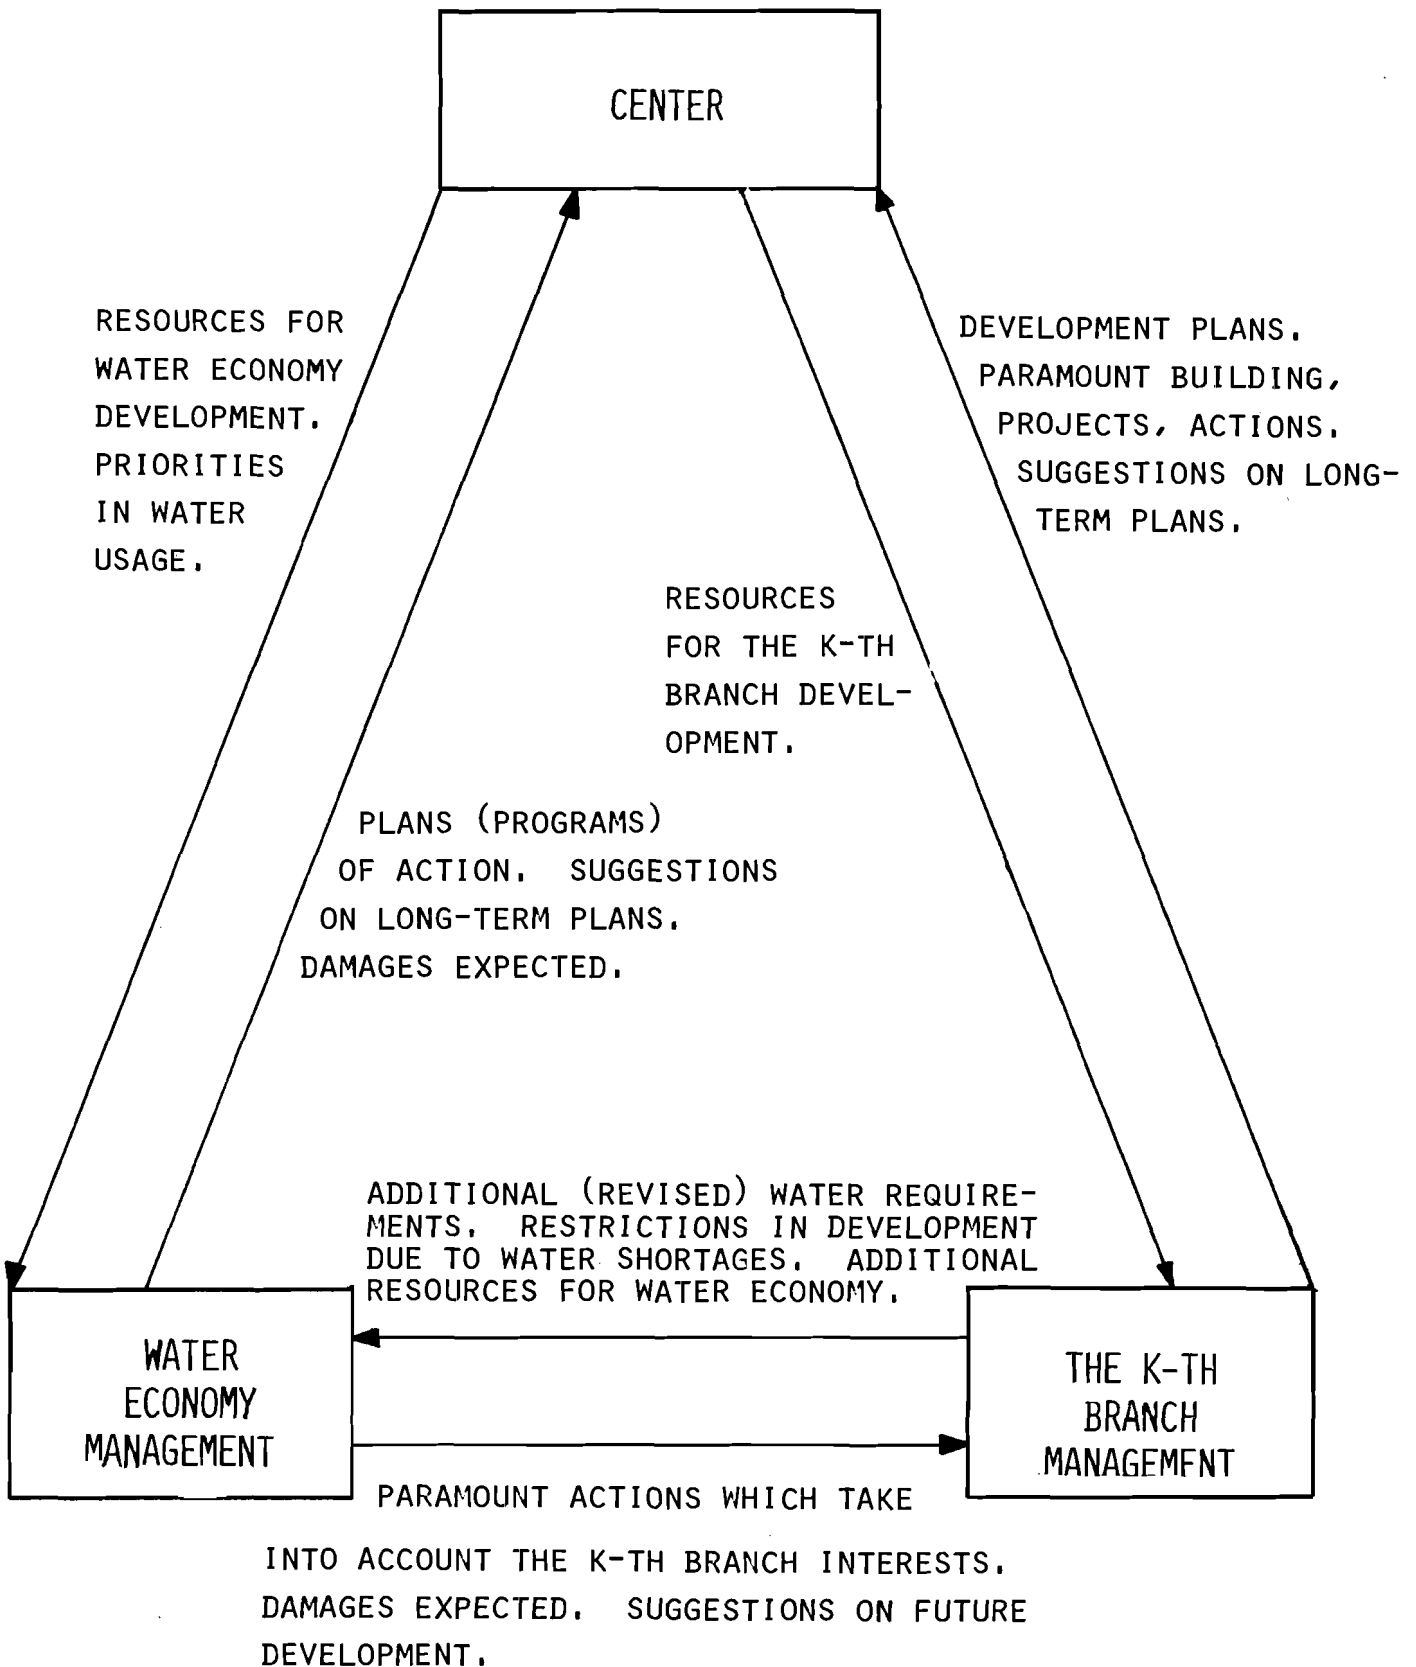 CENTER
RESOURCES FOR
WATER ECONOMY
DEVELOPMENT.
PRIORITIES
IN WATER
USAGE.
DEVELOPMENT PLANS.
PARAMOUNT BUILDING,
PROJECTS, ACTIONS.
SUGGESTIONS ON LONG-
TERM PLANS.
RESOURCES
FOR THE K-TH
BRANCH DEVEL-
OPMENT.
PLANS (PROGRAMS)
OF ACTION. SUGGESTIONS
ON LONG-TERM PLANS.
DAMAGES EXPECTED.
ADDITIONAL (REVISED) WATER REQUIRE-
MENTS. RESTRICTIONS IN DEVELOPMENT
DUE TO WATER SHORTAGES. ADDITIONAL
RESOURCES FOR WATER ECONOMY.
WATER
ECONOMY
MANAGEMENT
THE K-TH
BRANCH
MANAGEMENT
PARAMOUNT ACTIONS WHICH TAKE
INTO ACCOUNT THE K-TH BRANCH INTERESTS.
DAMAGES EXPECTED. SUGGESTIONS ON FUTURE
DEVELOPMENT.